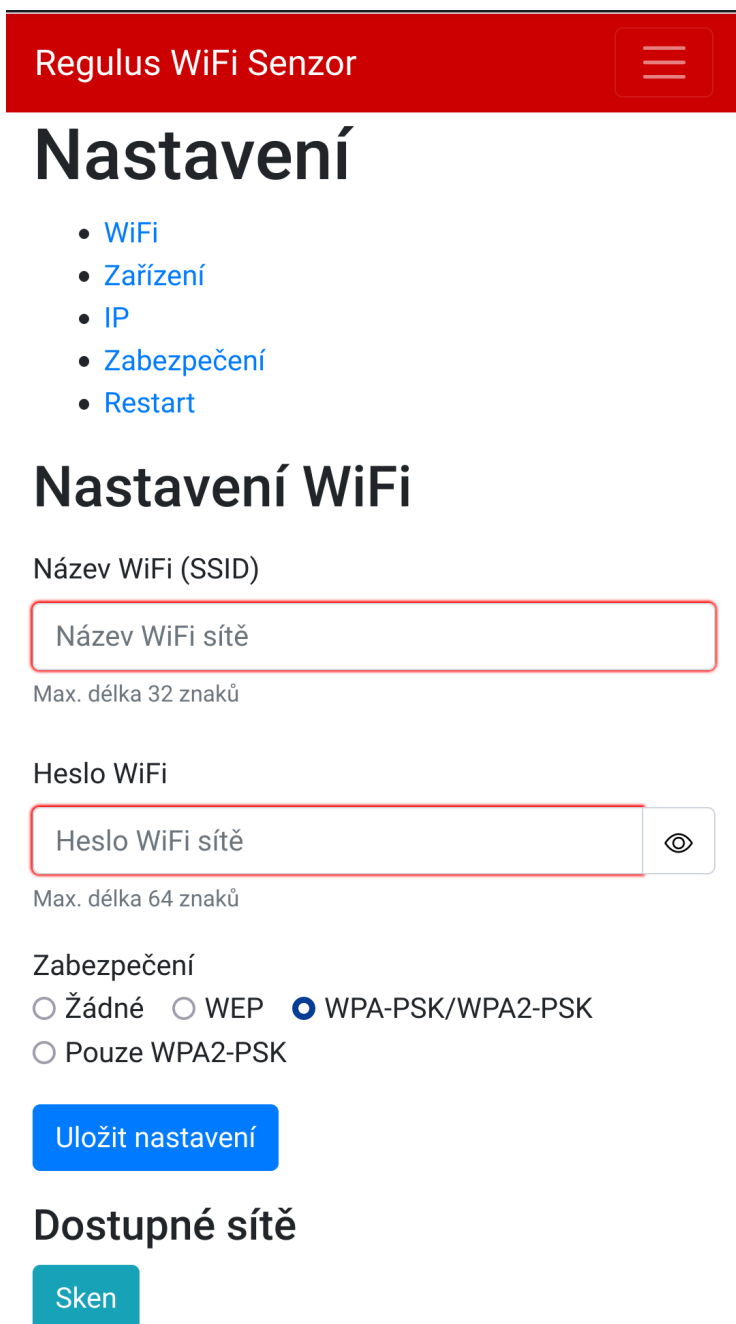 Regulus WiFi Senzor
Nastavení
WiFi
Zařízení
IP
Zabezpečení
Restart
Nastavení WiFi
Název WiFi (SSID)
Název WiFi sítě
Max. délka 32 znaků
Heslo WiFi
Heslo WiFi sítě
Max. délka 64 znaků
Zabezpečení
Žádné WEP WPA-PSK/WPA2-PSK
Pouze WPA2-PSK
Uložit nastavení
Dostupné sítě
Sken